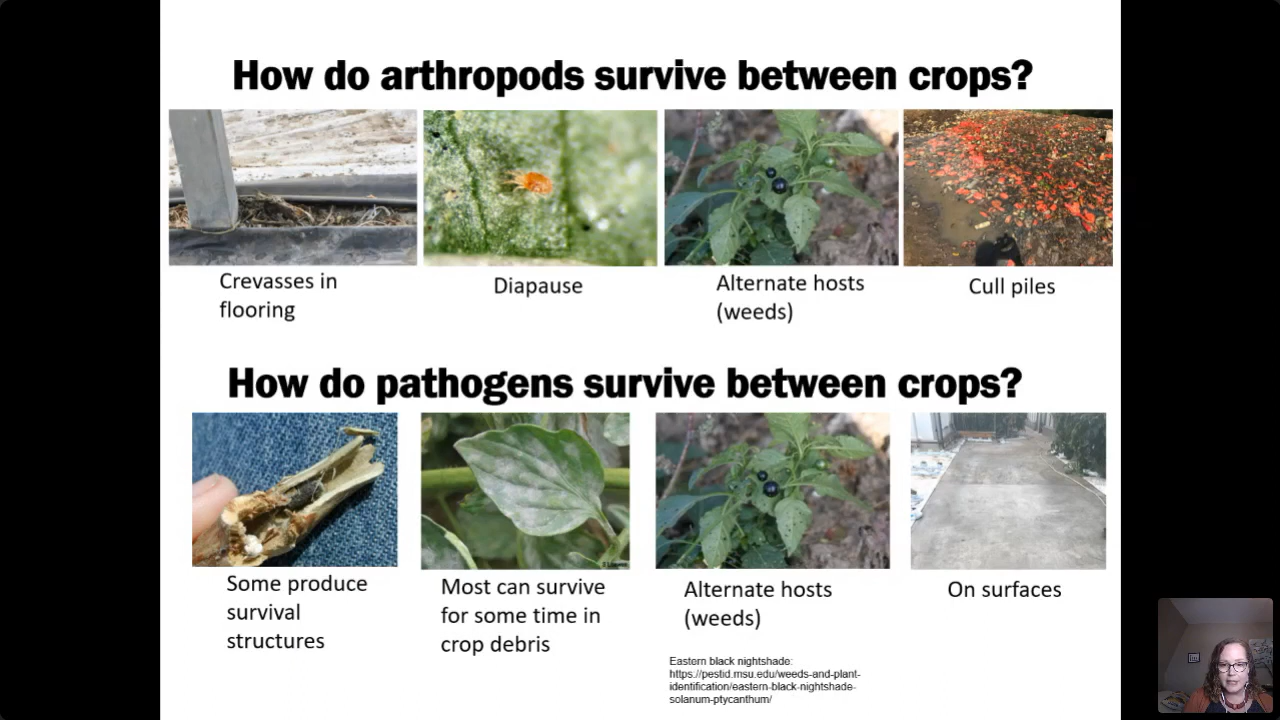 How do arthropods survive between crops?
Crevasses in
flooring
Diapause
Alternate hosts
(weeds)
Cull piles
How do pathogens survive between crops?
Some produce
survival
structures
Most can survive
for some time in
crop debris
Alternate hosts
(weeds)
On surfaces
Eastern black nightshade:
https://pestid.msu.edu/weeds-and-plant-
identification/eastern-black-nightshade-
solanum-ptycanthum/